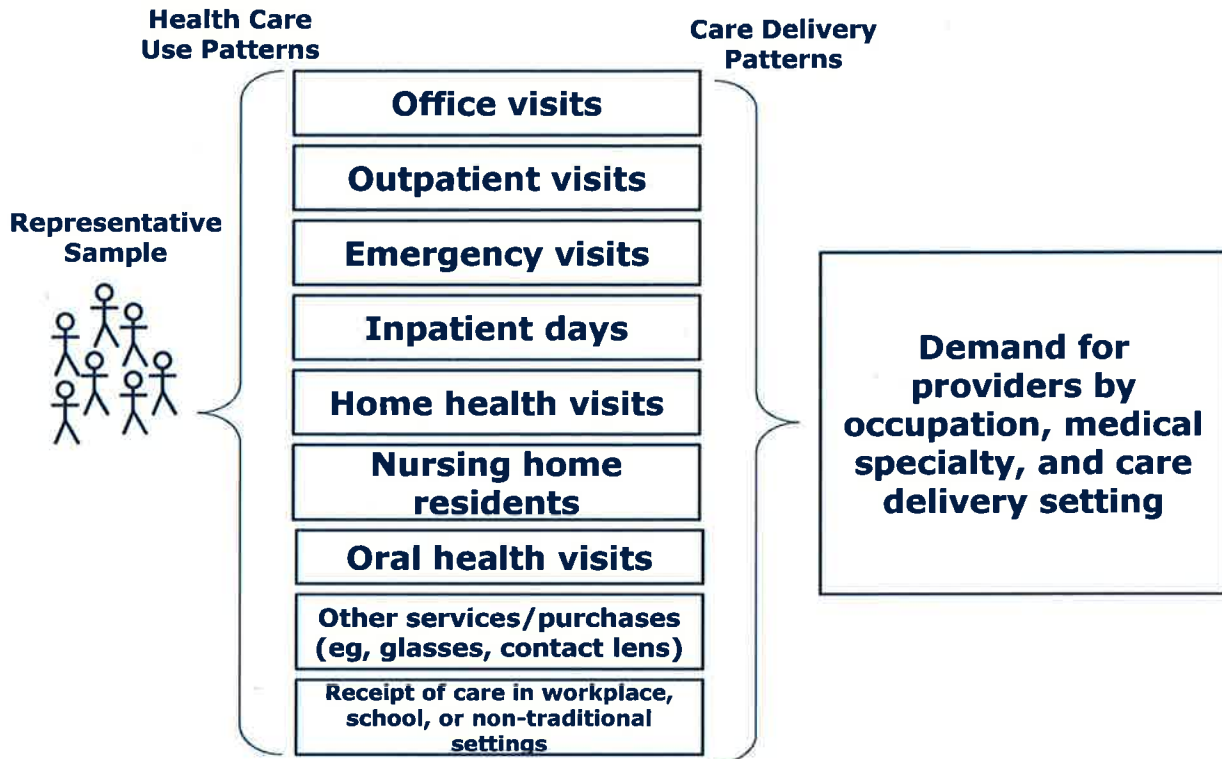 Health Care
Use Patterns
Care Delivery
Patterns
Representative
Sample
Office visits
Outpatient visits
Emergency visits
Inpatient days
Home health visits
Nursing home
residents
Oral health visits
Other services/purchases
(eg, glasses, contact lens)
Receipt of care in workplace,
school, or non-traditional
settings
Demand for
providers by
occupation, medical
specialty, and care
delivery setting